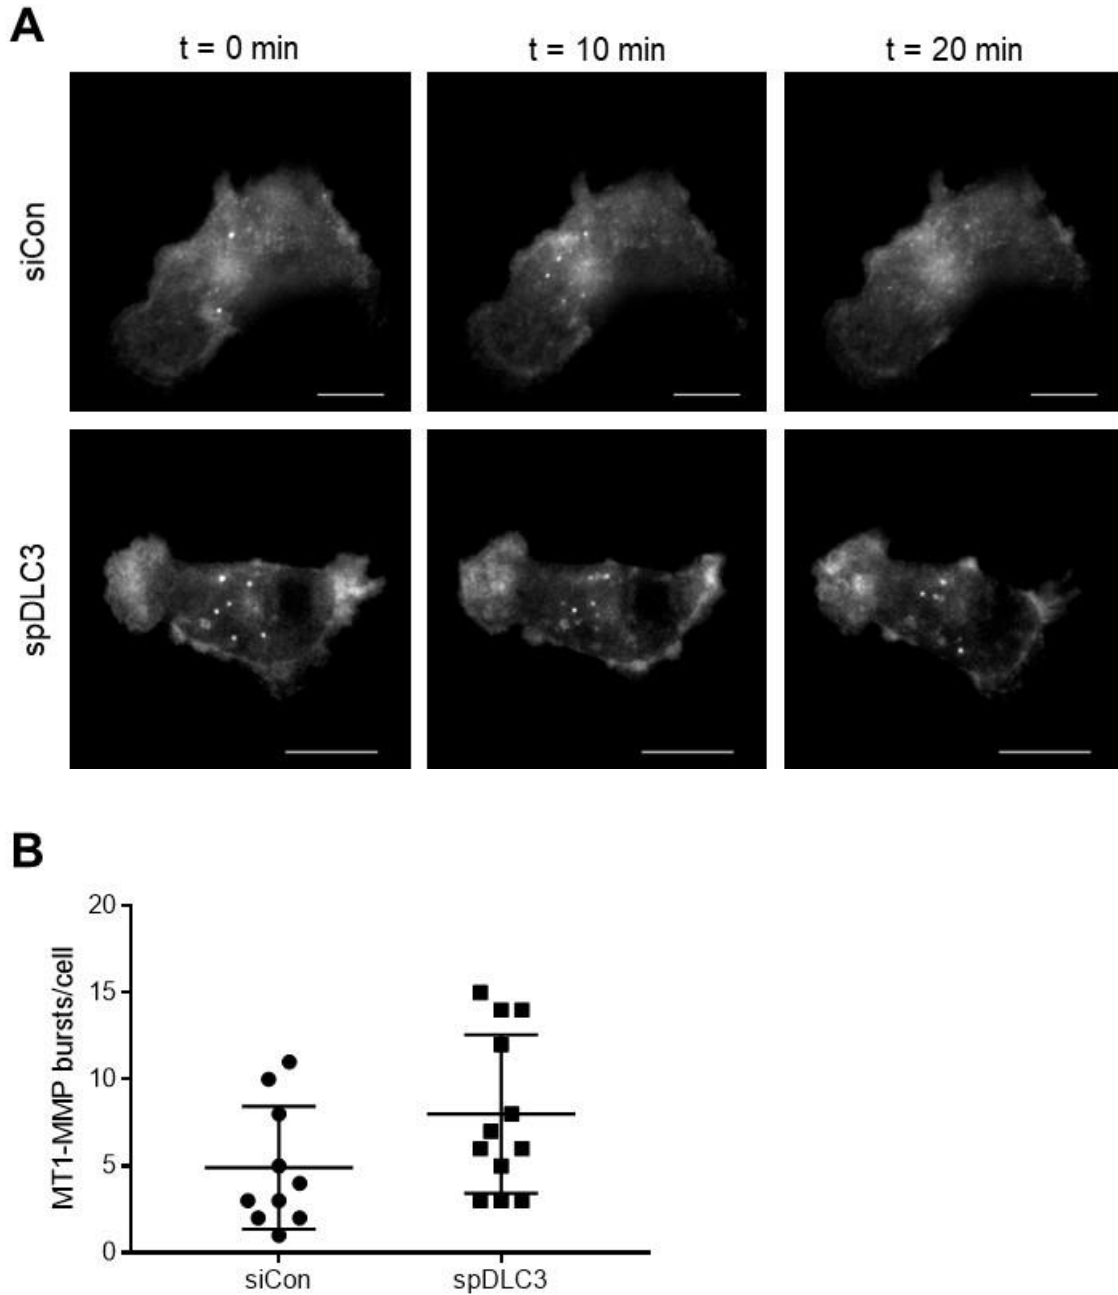 A
t = 0 min
t = 10 min
t = 20 min
siCon
spDLC3
B
MT1-MMP bursts/cell
20
15
10
5
0
siCon
spDLC3